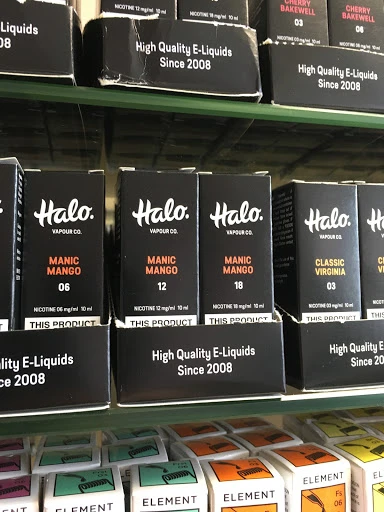 NICOTINE 12 mg/ml 10 ml
NICOTINE 18 mg/ml 10 ml
CHERRY
BAKEWELL
03
CHERRY
BAKEWELL
06
Liquids
08
High Quality E-Liquids
Since 2008
High Quality E-Liquids
Since 2008
Halo.
VAPOUR CO.
MANIC
MANGO
06
NICOTINE 06 mg/ml 10 ml
THIS PRODUCT
Halo.
VAPOUR CO.
MANIC
MANGO
12
NICOTINE 12 mg/ml 10 ml
THIS PRODUCT
Halo.
VAPOUR CO.
MANIC
MANGO
18
NICOTINE 18 mg/ml 10 ml
THIS PRODUCT
Halo.
VAPOUR CO.
CLASSIC
VIRGINIA
03
NICOTINE 03 mg/ml 10 ml
THIS PRODUCT
ality E-Liquids
ce 2008
High Quality E-Liquids
Since 2008
High Quality E-L
Since 20
ELEMENT
ELEMENT
ELEMENT
Fs
06
ELEMENT